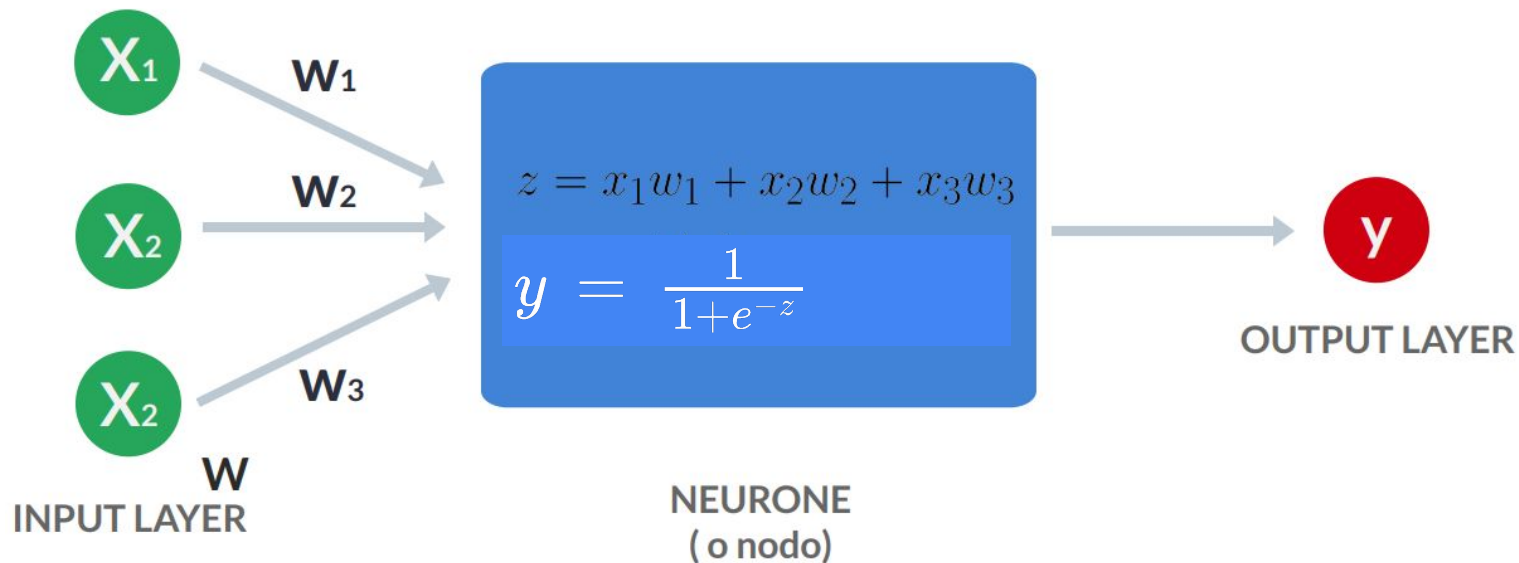 X₁
W₁
X₂
W₂
X₂
W₃
W
INPUT LAYER
z = x₁w₁ + x₂w₂ + x₃w₃
y = 1/(1+e^{-z})
NEURONE
( o nodo)
y
OUTPUT LAYER